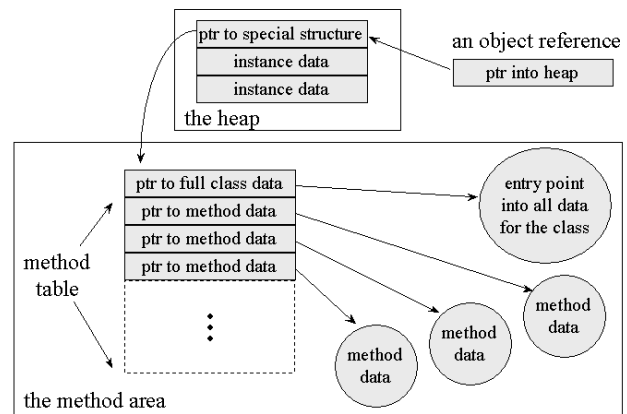 ptr to special structure
instance data
instance data
the heap
an object reference
ptr into heap
ptr to full class data
ptr to method data
ptr to method data
ptr to method data
method
table
entry point
into all data
for the class
method
data
method
data
method
data
the method area